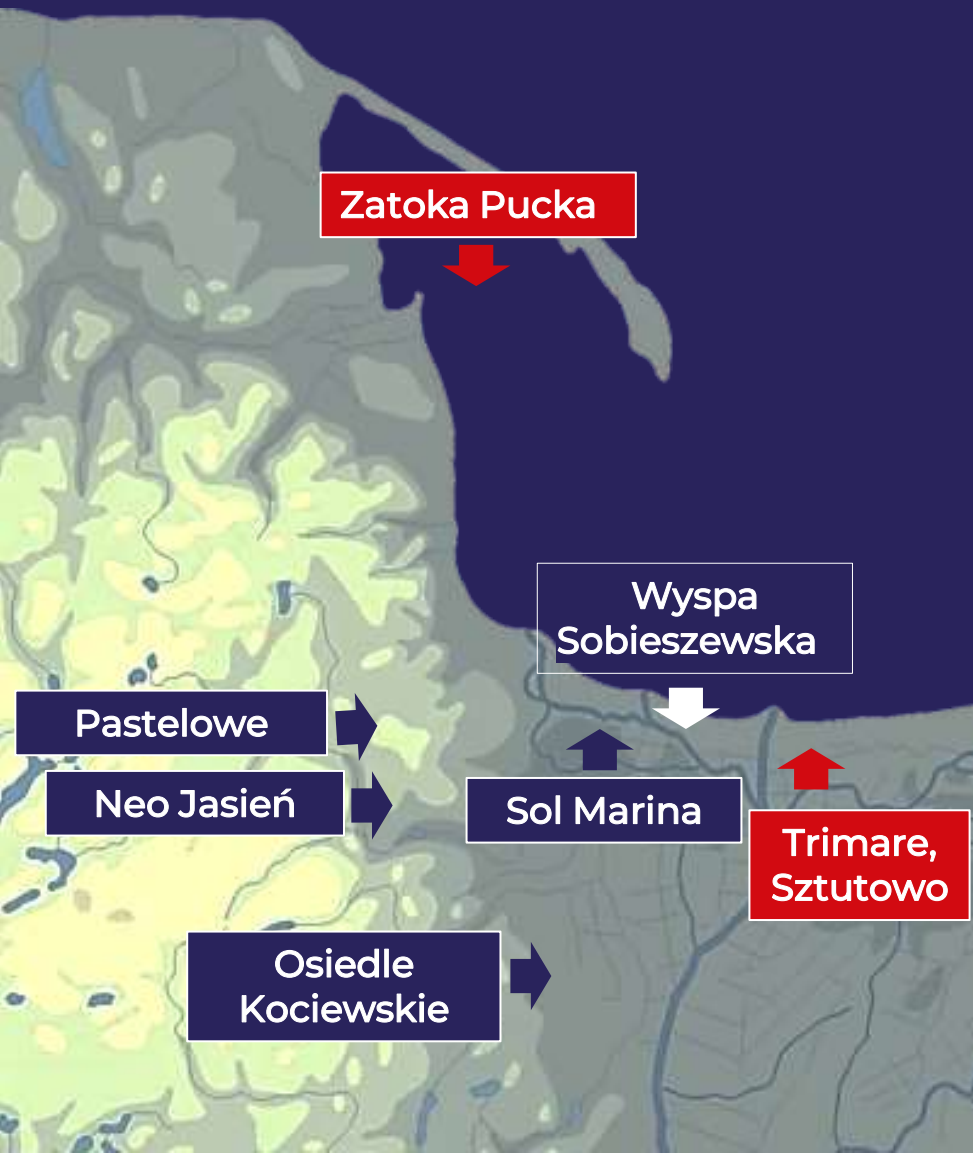 Zatoka Pucka
Wyspa
Sobieszewska
Pastelowe
Neo Jasień
Sol Marina
Trimare,
Sztutowo
Osiedle
Kociewskie